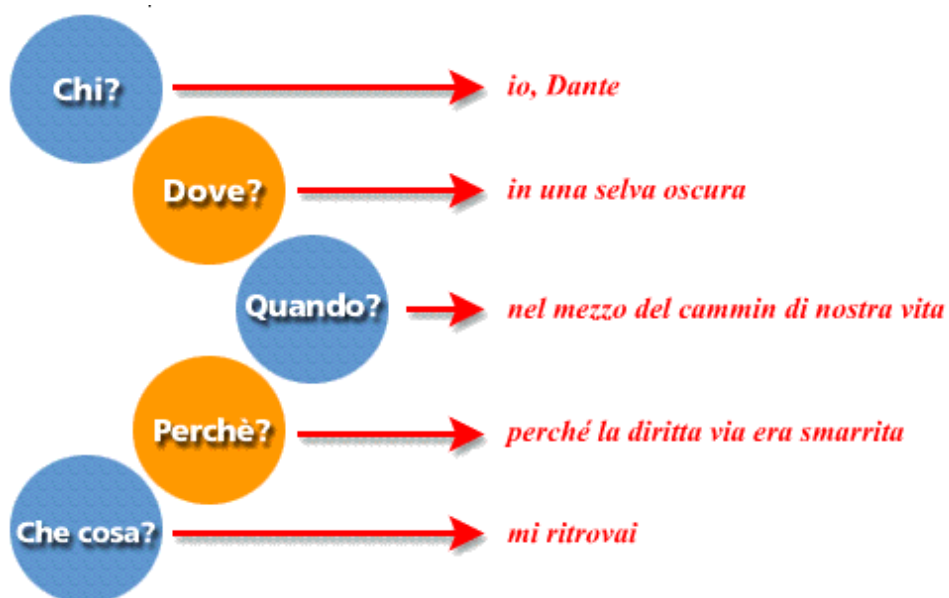 Chi? io, Dante
Dove? in una selva oscura
Quando? nel mezzo del cammin di nostra vita
Perchè? perché la diritta via era smarrita
Che cosa? mi ritrovai